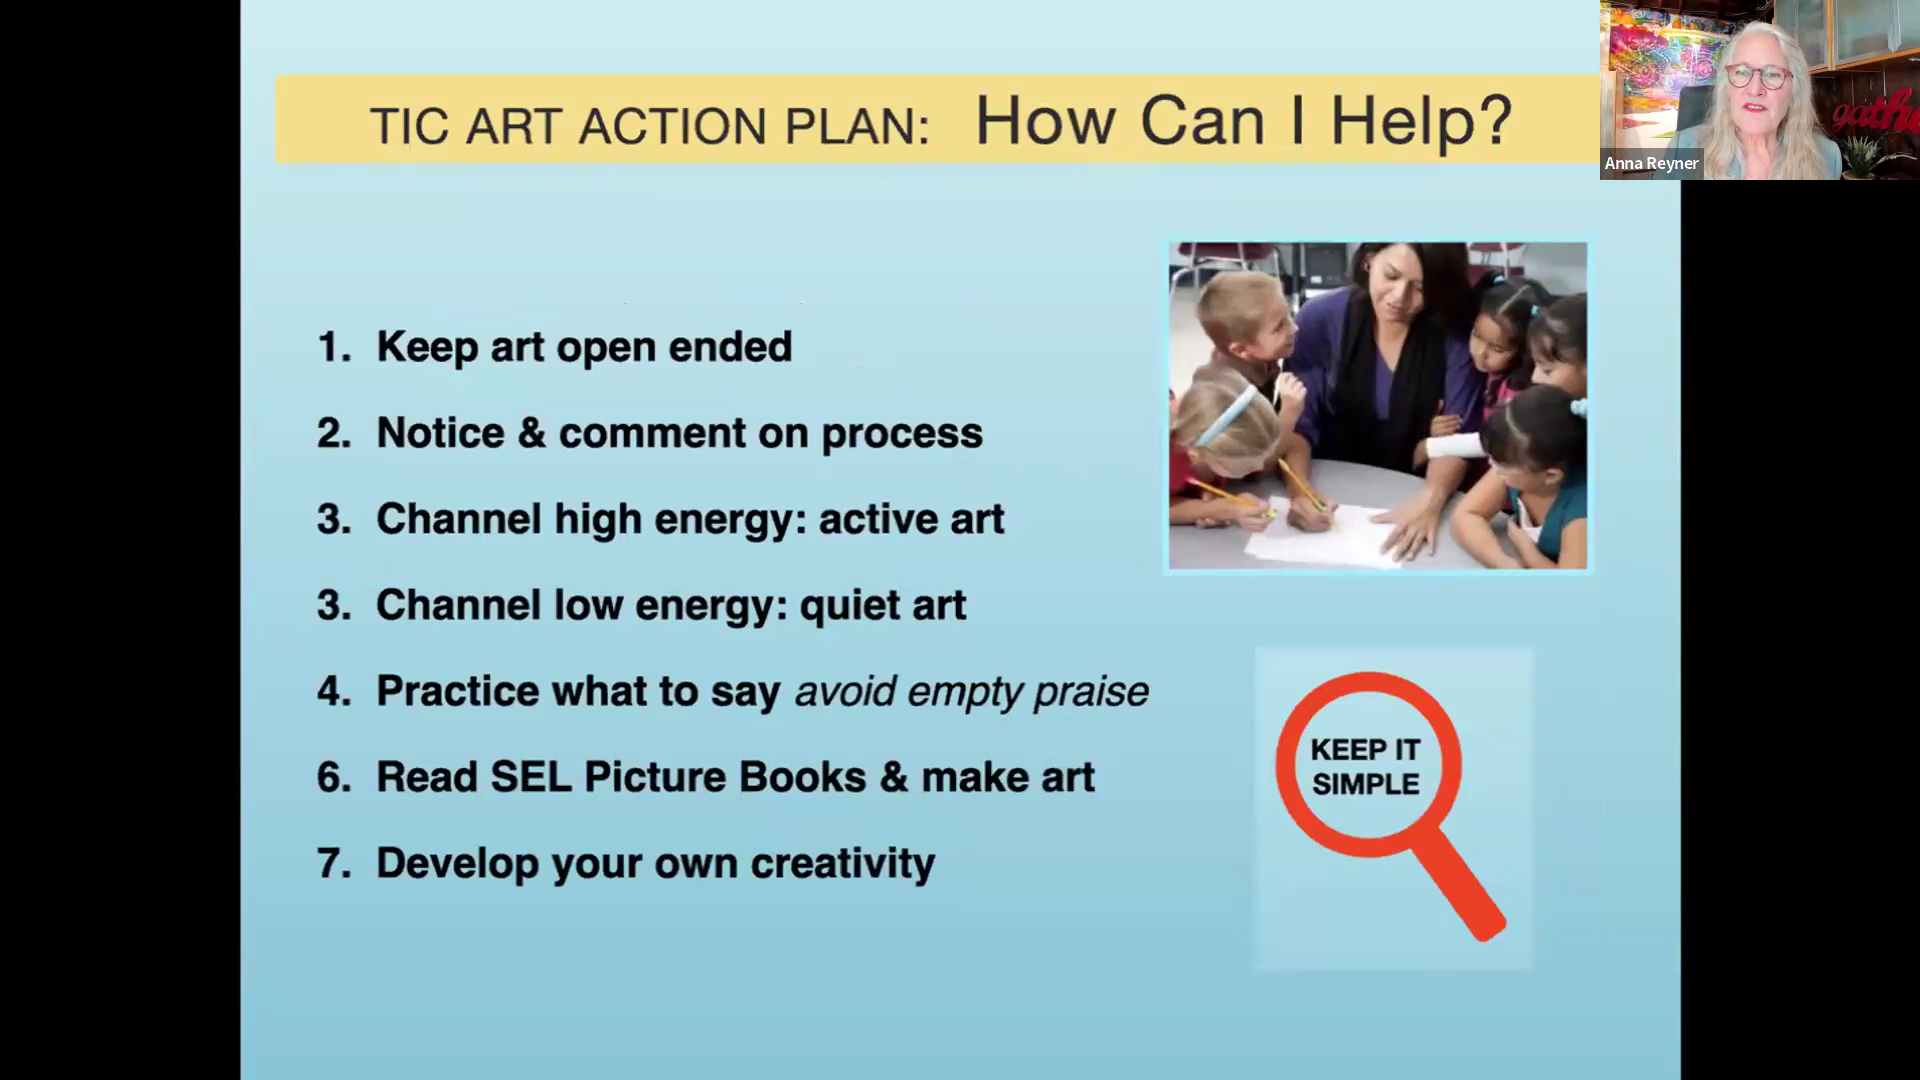 TIC ART ACTION PLAN: How Can I Help?
Anna Reyner
1. Keep art open ended
2. Notice & comment on process
3. Channel high energy: active art
3. Channel low energy: quiet art
4. Practice what to say avoid empty praise
6. Read SEL Picture Books & make art
7. Develop your own creativity
KEEP IT
SIMPLE